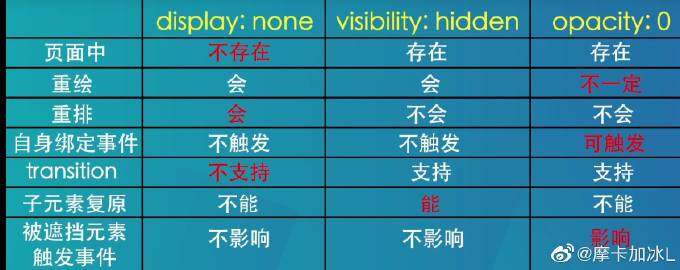 display: none visibility: hidden opacity: 0
页面中 不存在 存在 存在
重绘 会 会 不一定
重排 会 不会 不会
自身绑定事件 不触发 不触发 可触发
transition 不支持 支持 支持
子元素复原 不能 能 不能
被遮挡元素
触发事件 不影响 不影响 影响
@摩卡加冰L